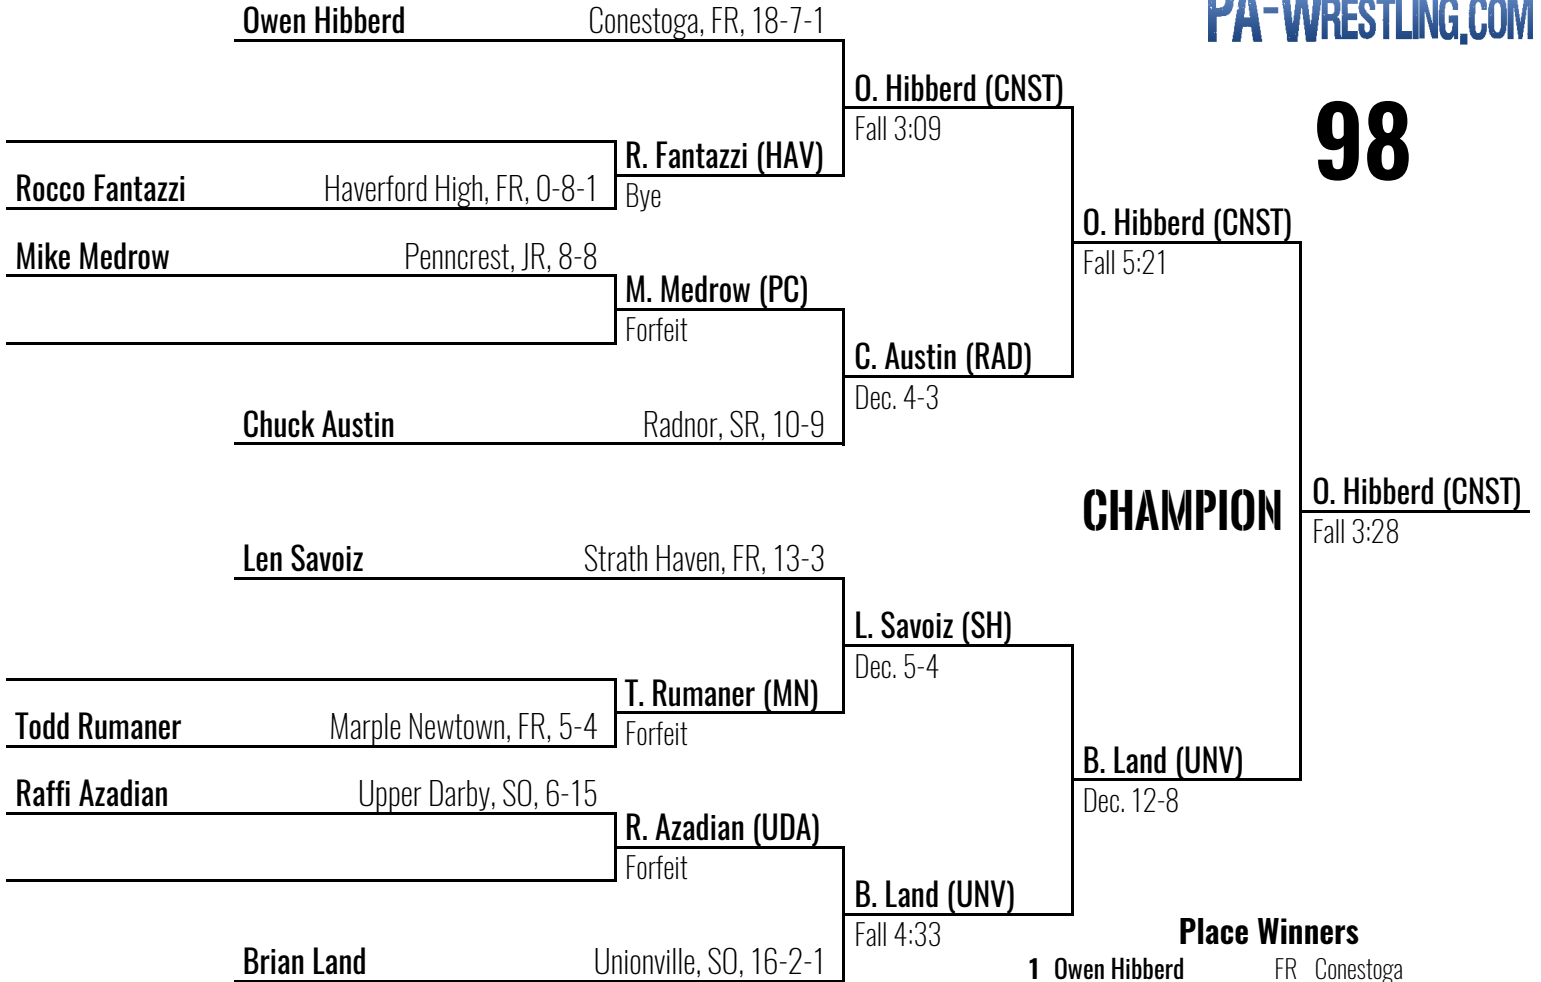 PA-WRESTLING.COM
98
Owen Hibberd Conestoga, FR, 18-7-1
O. Hibberd (CNST)
Fall 3:09
R. Fantazzi (HAV)
Bye
Rocco Fantazzi Haverford High, FR, 0-8-1
O. Hibberd (CNST)
Fall 5:21
Mike Medrow Penncrest, JR, 8-8
M. Medrow (PC)
Forfeit
C. Austin (RAD)
Dec. 4-3
Chuck Austin Radnor, SR, 10-9
CHAMPION
O. Hibberd (CNST)
Fall 3:28
Len Savoiz Strath Haven, FR, 13-3
L. Savoiz (SH)
Dec. 5-4
T. Rumaner (MN)
Forfeit
Todd Rumaner Marple Newtown, FR, 5-4
B. Land (UNV)
Dec. 12-8
Raffi Azadian Upper Darby, SO, 6-15
R. Azadian (UDA)
Forfeit
B. Land (UNV)
Fall 4:33
Brian Land Unionville, SO, 16-2-1
Place Winners
1 Owen Hibberd FR Conestoga